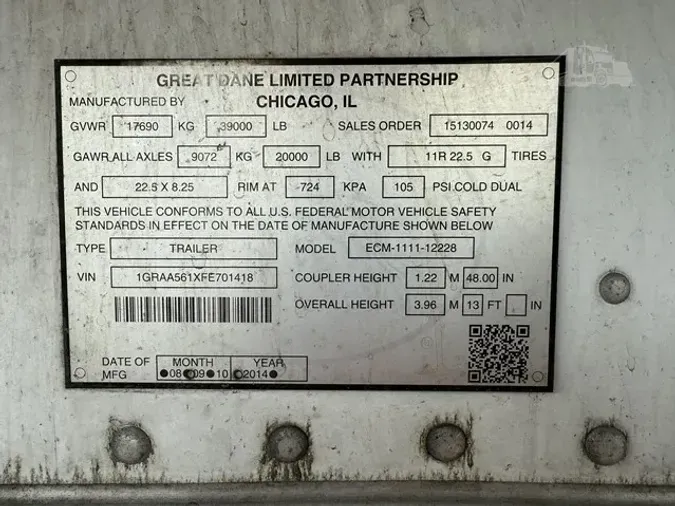 GREAT DANE LIMITED PARTNERSHIP
MANUFACTURED BY CHICAGO, IL
GVWR 17690 KG 39000 LB SALES ORDER 15130074 0014
GAWR ALL AXLES 9072 KG 20000 LB WITH 11R 22.5 G TIRES
AND 22.5 X 8.25 RIM AT 724 KPA 105 PSI COLD DUAL
THIS VEHICLE CONFORMS TO ALL U.S. FEDERAL MOTOR VEHICLE SAFETY
STANDARDS IN EFFECT ON THE DATE OF MANUFACTURE SHOWN BELOW
TYPE TRAILER MODEL ECM-1111-12228
VIN 1GRAA561XFE701418 COUPLER HEIGHT 1.22 M 48.00 IN
OVERALL HEIGHT 3.96 M 13 FT IN
DATE OF MONTH YEAR
MFG 08 09 10 2014